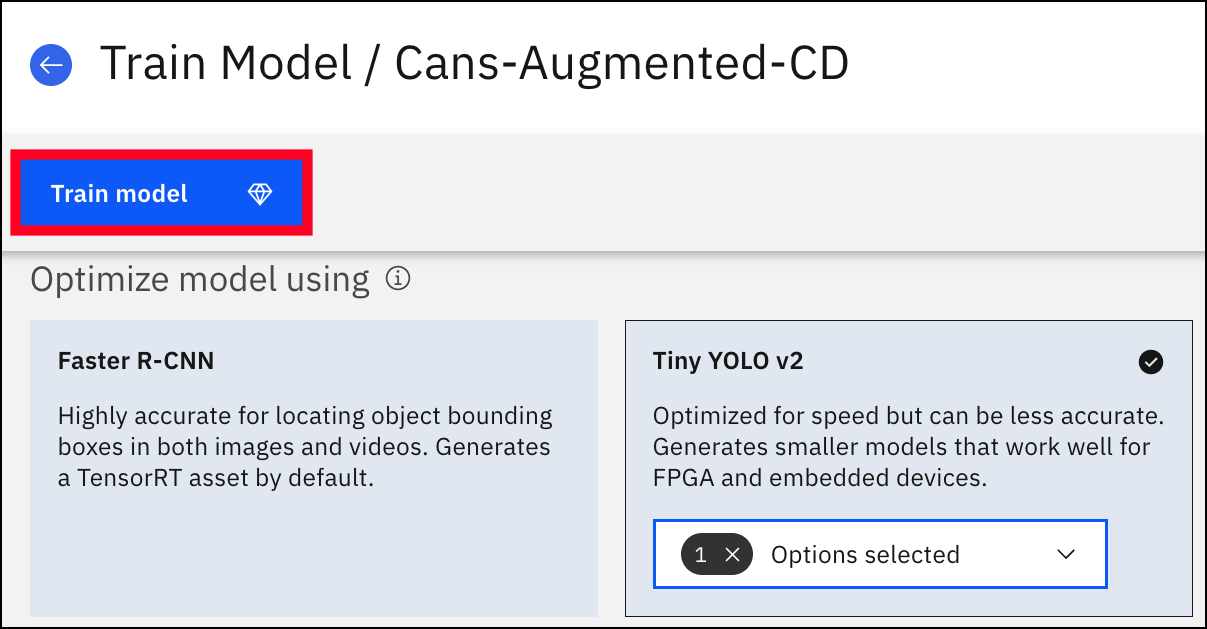 Train Model / Cans-Augmented-CD
Train model
Optimize model using
Faster R-CNN
Highly accurate for locating object bounding
boxes in both images and videos. Generates
a TensorRT asset by default.
Tiny YOLO v2
Optimized for speed but can be less accurate.
Generates smaller models that work well for
FPGA and embedded devices.
1 Options selected